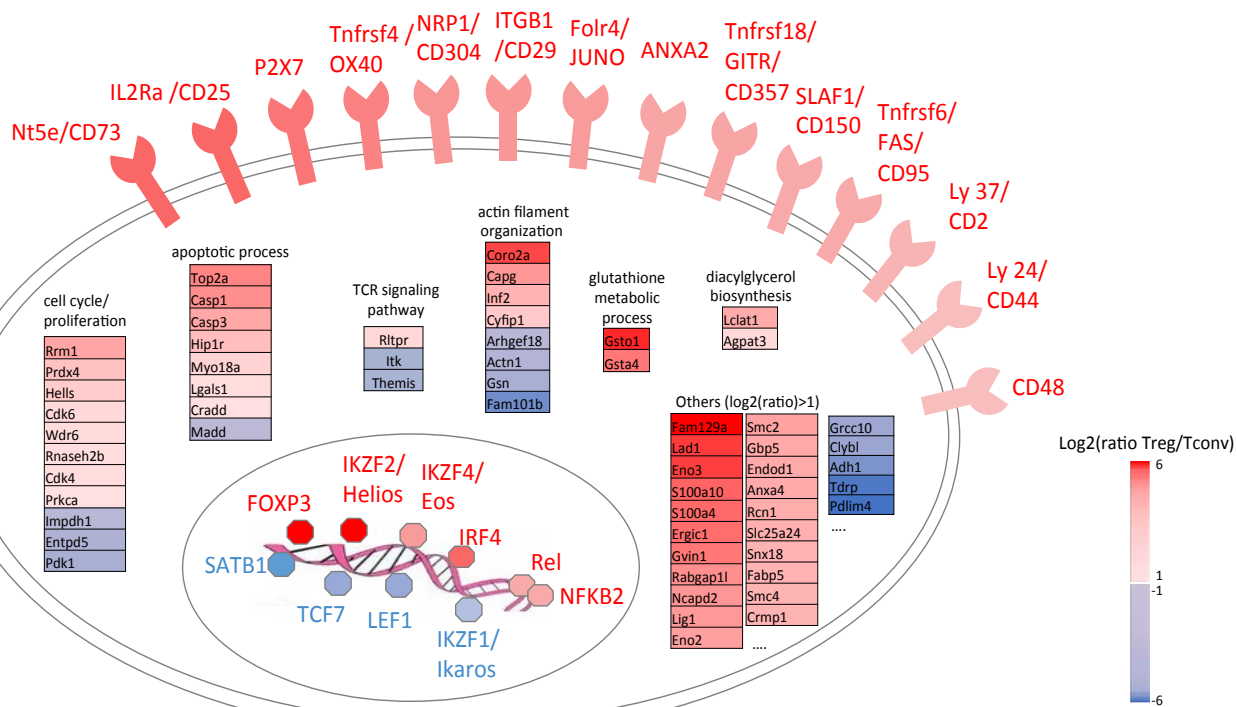 Nt5e/CD73
IL2Ra /CD25
P2X7
Tnfrsf4 /
OX40
NRP1/
CD304
ITGB1
/CD29
Folr4/
JUNO
ANXA2
Tnfrsf18/
GITR/
CD357
SLAF1/
CD150
Tnfrsf6/
FAS/
CD95
Ly 37/
CD2
Ly 24/
CD44
CD48
cell cycle/
proliferation
Rrm1
Prdx4
Hells
Cdk6
Wdr6
Rnaseh2b
Cdk4
Prkca
Impdh1
Entpd5
Pdk1
apoptotic process
Top2a
Casp1
Casp3
Hip1r
Myo18a
Lgals1
Cradd
Madd
TCR signaling
pathway
Rltpr
Itk
Themis
actin filament
organization
Coro2a
Capg
Inf2
Cyfip1
Arhgef18
Actn1
Gsn
Fam101b
glutathione
metabolic
process
Gsto1
Gsta4
diacylglycerol
biosynthesis
Lclat1
Agpat3
Others (log2(ratio)>1)
Fam129a
Lad1
Eno3
S100a10
S100a4
Ergic1
Gvin1
Rabgap1l
Ncapd2
Lig1
Eno2
Smc2
Gbp5
Endod1
Anxa4
Rcn1
Slc25a24
Snx18
Fabp5
Smc4
Crmp1
....
Grcc10
Clybl
Adh1
Tdrp
Pdlim4
....
FOXP3
IKZF2/
Helios
IKZF4/
Eos
IRF4
Rel
NFKB2
SATB1
TCF7
LEF1
IKZF1/
Ikaros
Log2(ratio Treg/Tconv)
6
1
-1
-6